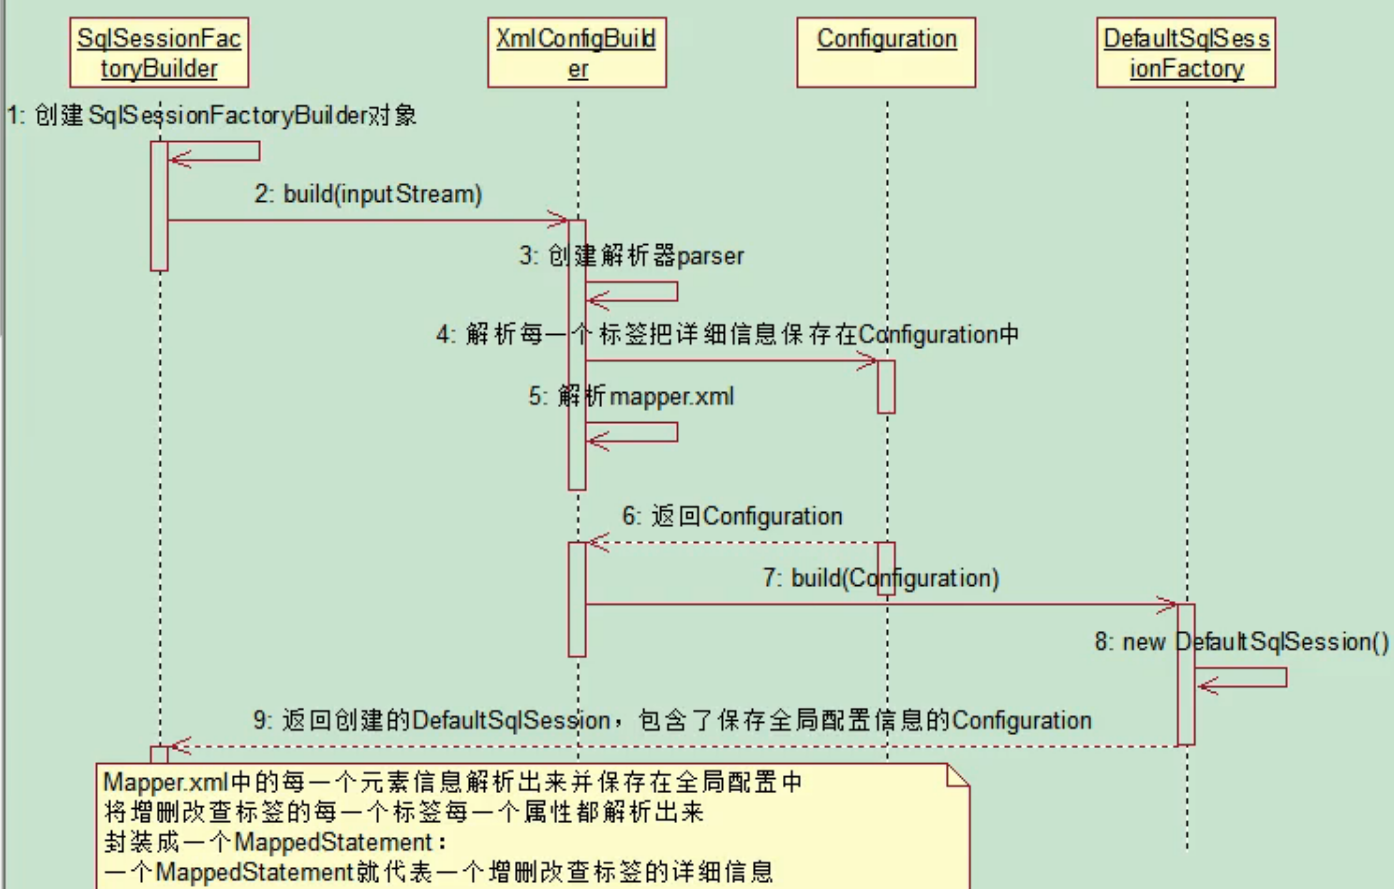 SqlSessionFac
toryBuilder
XmlConfigBuild
er
Configuration
DefaultSqlSess
ionFactory
1: 创建SqlSessionFactoryBuilder对象
2: build(inputStream)
3: 创建解析器parser
4: 解析每一个 标签把详细信息保存在Configuration中
5: 解析mapper.xml
6: 返回Configuration
7: build(Configuration)
8: new DefaultSqlSession()
9: 返回创建的DefaultSqlSession，包含了保存全局配置信息的Configuration
Mapper.xml中的每一个元素信息解析出来并保存在全局配置中
将增删改查标签的每一个标签每一个属性都解析出来
封装成一个MappedStatement：
一个MappedStatement就代表一个增删改查标签的详细信息